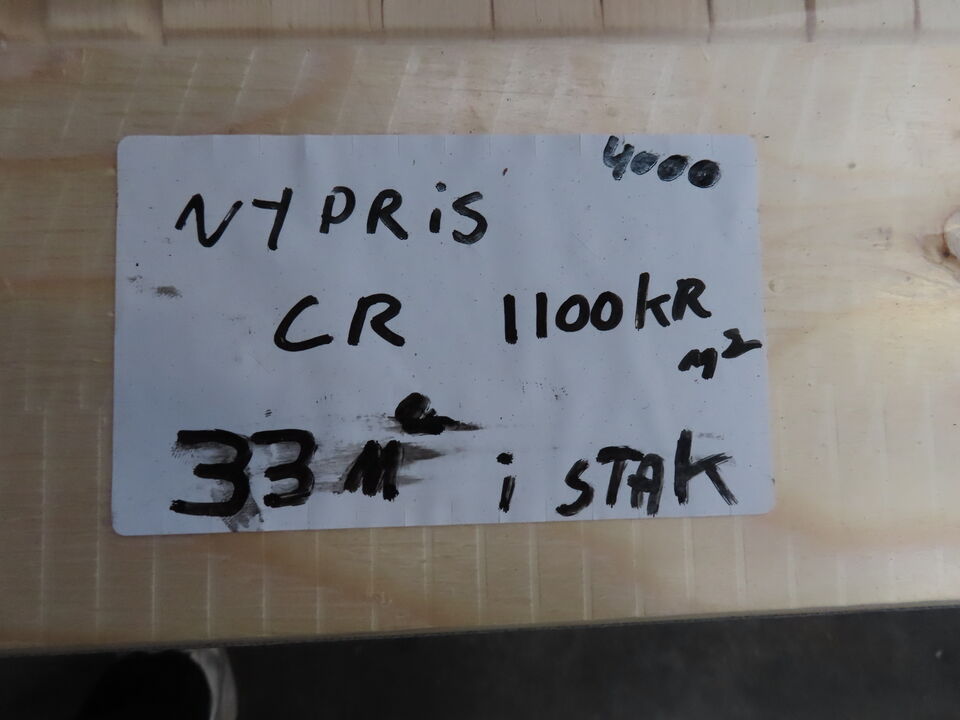 4000
NYPRiS
CR 1100KR
m²
33 M² i STAK